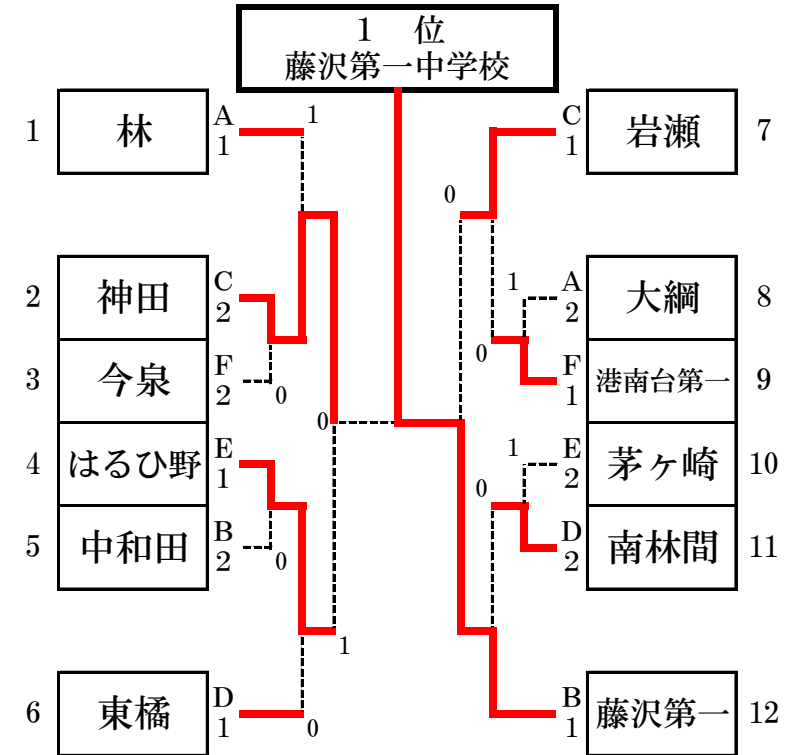 1 位
藤沢第一中学校
1 林 A 1 1
2 神田 C 2
3 今泉 F 2 0
4 はるひ野 E 1
5 中和田 B 2 0
6 東橘 D 1 0
0
1
0
C 1 岩瀬 7
1 A 2 大綱 8
0
F 1 港南台第一 9
1 E 2 茅ヶ崎 10
0
D 2 南林間 11
B 1 藤沢第一 12